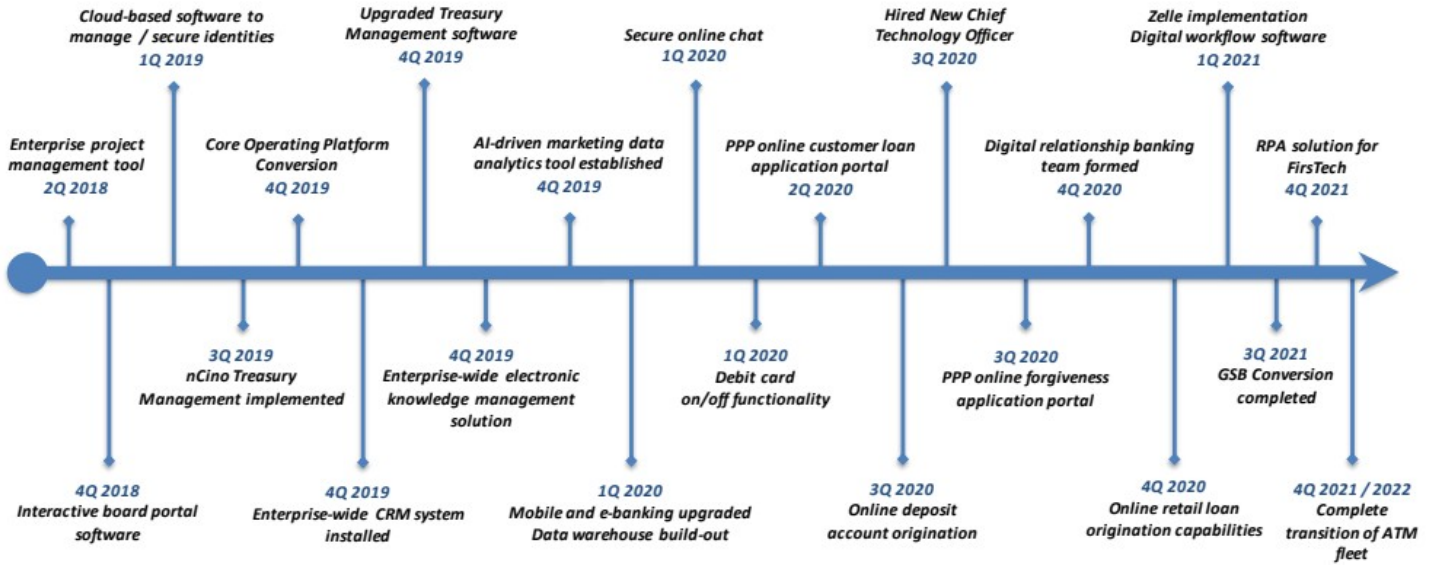 Cloud-based software to
manage / secure identities
1Q 2019
Upgraded Treasury
Management software
4Q 2019
Secure online chat
1Q 2020
Hired New Chief
Technology Officer
3Q 2020
Zelle implementation
Digital workflow software
1Q 2021
Enterprise project
management tool
2Q 2018
Core Operating Platform
Conversion
4Q 2019
AI-driven marketing data
analytics tool established
4Q 2019
PPP online customer loan
application portal
2Q 2020
Digital relationship banking
team formed
4Q 2020
RPA solution for
FirsTech
4Q 2021
3Q 2019
nCino Treasury
Management implemented
4Q 2019
Enterprise-wide electronic
knowledge management
solution
1Q 2020
Debit card
on/off functionality
3Q 2020
PPP online forgiveness
application portal
3Q 2021
GSB Conversion
completed
4Q 2018
Interactive board portal
software
4Q 2019
Enterprise-wide CRM system
installed
1Q 2020
Mobile and e-banking upgraded
Data warehouse build-out
3Q 2020
Online deposit
account origination
4Q 2020
Online retail loan
origination capabilities
4Q 2021 / 2022
Complete
transition of ATM
fleet